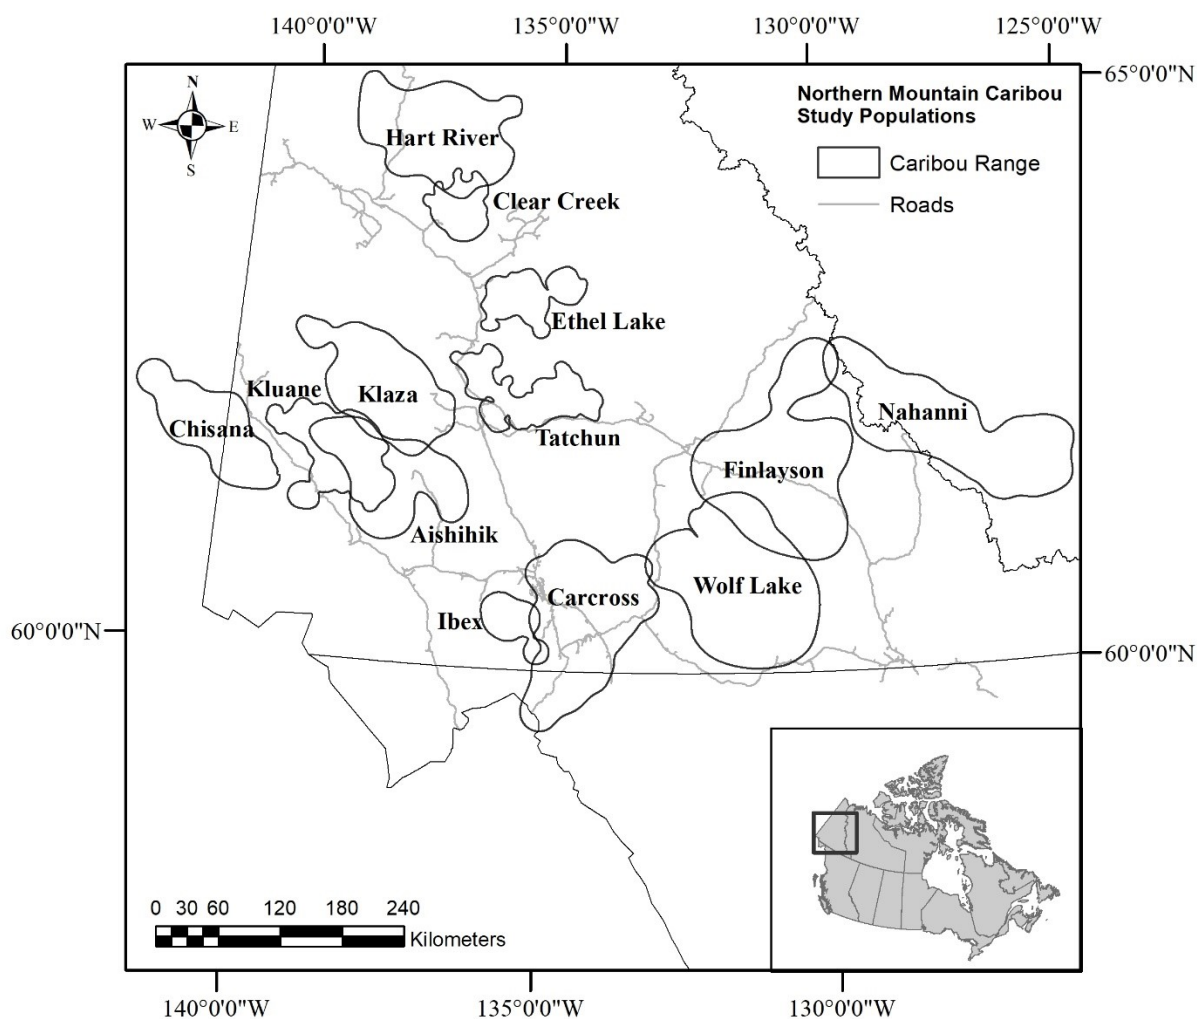 140°0'0"W
135°0'0"W
130°0'0"W
125°0'0"W
65°0'0"N
N
W
E
S
Northern Mountain Caribou
Study Populations
Caribou Range
Roads
Hart River
Clear Creek
Ethel Lake
Kluane
Klaza
Chisana
Tatchun
Nahanni
Finlayson
Aishihik
Wolf Lake
Carcross
Ibex
60°0'0"N
60°0'0"N
0 30 60 120 180 240
Kilometers
140°0'0"W
135°0'0"W
130°0'0"W